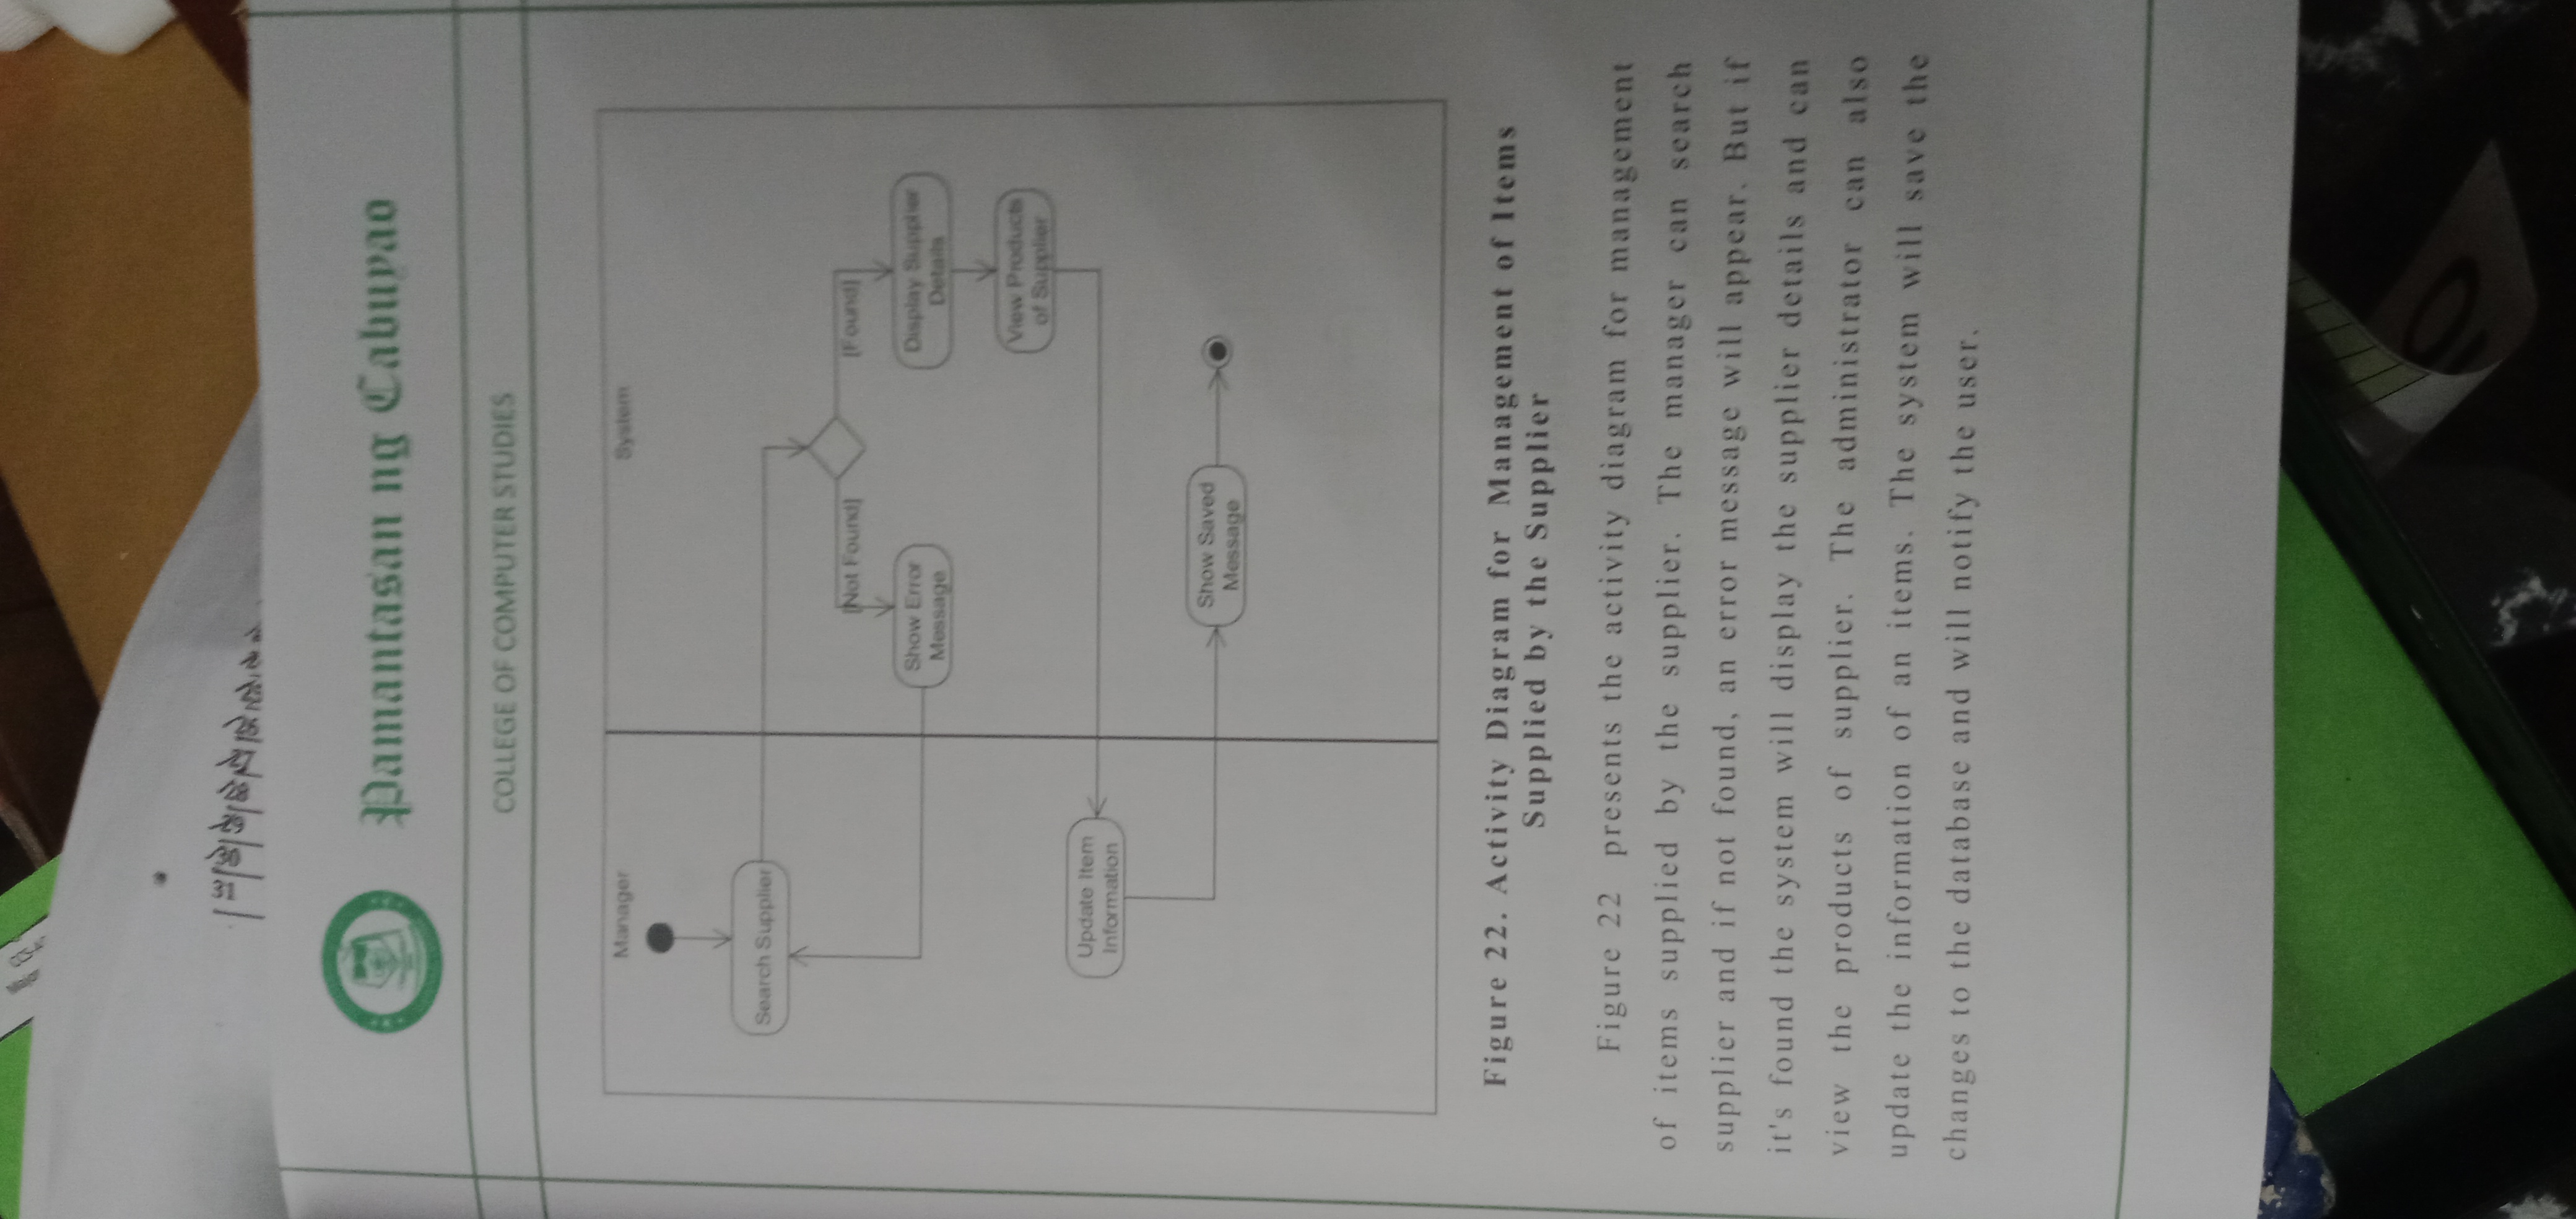 Pamantasan ng Cabuyao
COLLEGE OF COMPUTER STUDIES
Manager
System
Search Supplier
[Not Found]
[Found]
Show Error
Message
Display Supplier
Details
View Products
of Supplier
Update Item
Information
Show Saved
Message
Figure 22. Activity Diagram for Management of Items
Supplied by the Supplier
Figure 22 presents the activity diagram for management
of items supplied by the supplier. The manager can search
supplier and if not found, an error message will appear. But if
it's found the system will display the supplier details and can
view the products of supplier. The administrator can also
update the information of an items. The system will save the
changes to the database and will notify the user.